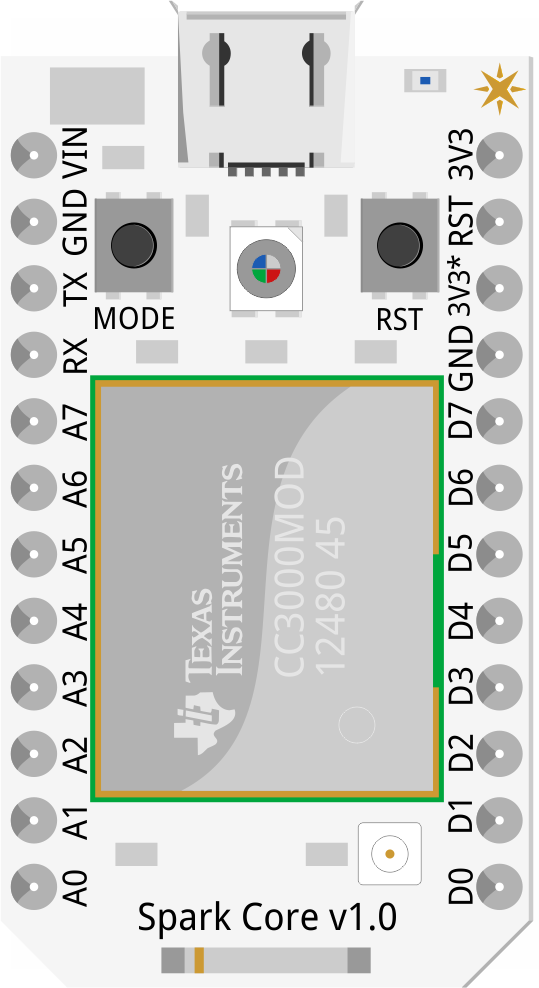 VIN
GND
TX
RX
A7
A6
A5
A4
A3
A2
A1
A0
MODE
RST
3V3
RST
3V3*
GND
D7
D6
D5
D4
D3
D2
D1
D0
TEXAS
INSTRUMENTS
CC3000MOD
12480 45
Spark Core v1.0